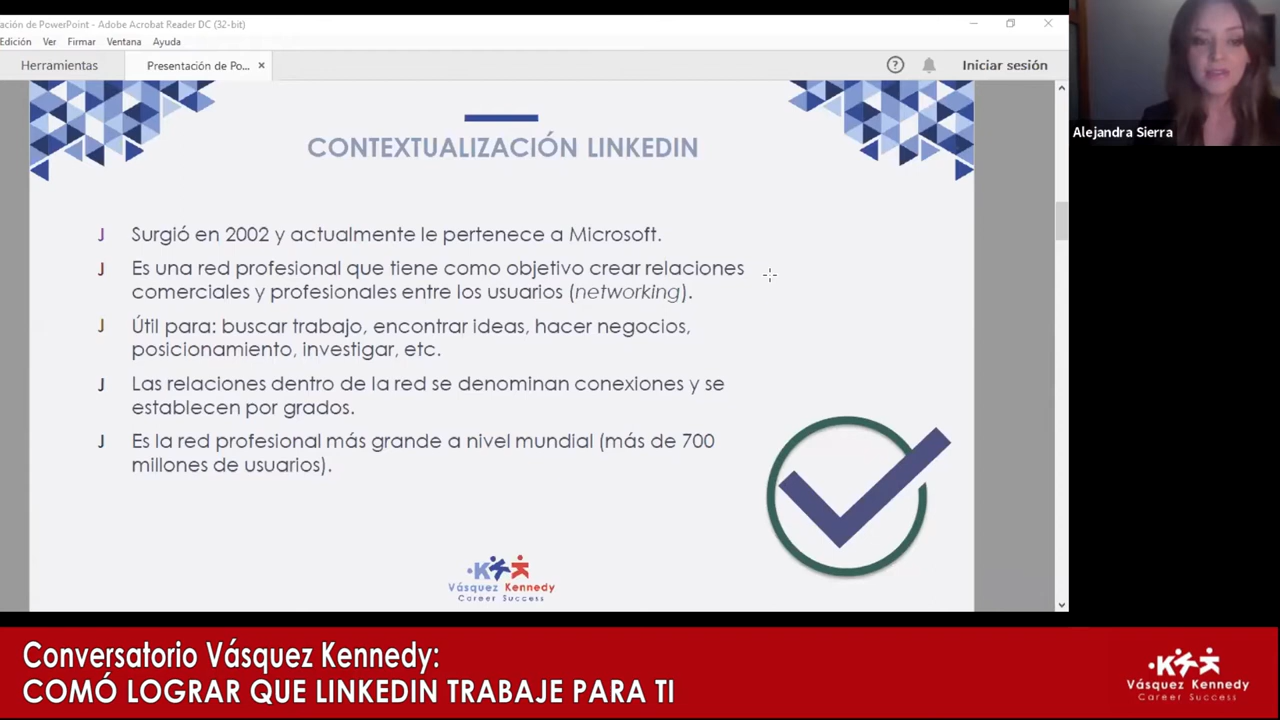 ación de PowerPoint - Adobe Acrobat Reader DC (32-bit)
Edición Ver Firmar Ventana Ayuda
Herramientas Presentación de Po... × Iniciar sesión
Alejandra Sierra
CONTEXTUALIZACIÓN LINKEDIN
J Surgió en 2002 y actualmente le pertenece a Microsoft.
J Es una red profesional que tiene como objetivo crear relaciones
comerciales y profesionales entre los usuarios (networking).
J Útil para: buscar trabajo, encontrar ideas, hacer negocios,
posicionamiento, investigar, etc.
J Las relaciones dentro de la red se denominan conexiones y se
establecen por grados.
J Es la red profesional más grande a nivel mundial (más de 700
millones de usuarios).
Vásquez Kennedy
Career Success
Conversatorio Vásquez Kennedy:
COMÓ LOGRAR QUE LINKEDIN TRABAJE PARA TI
Vásquez Kennedy
Career Success